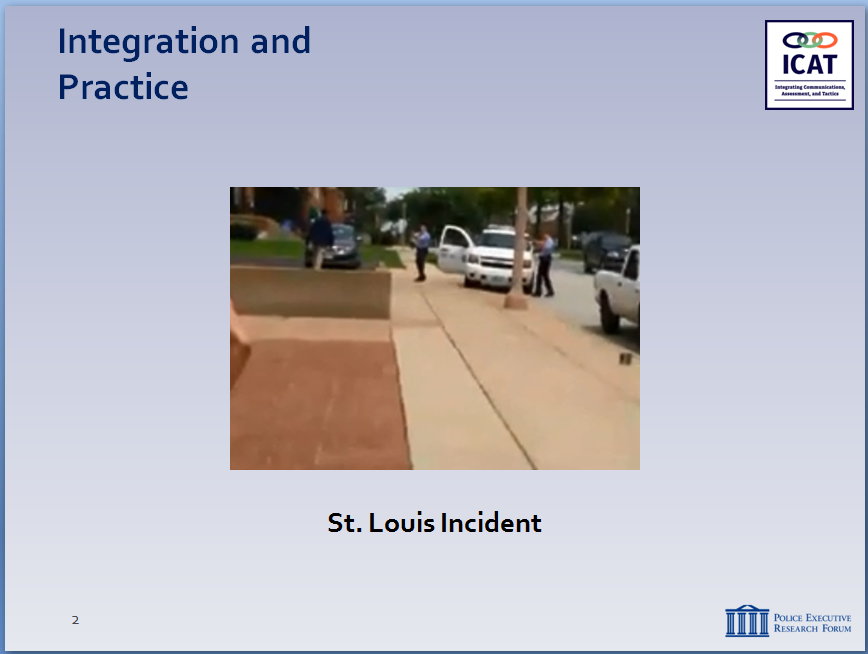 Integration and
Practice
ICAT
Integrating Communications,
Assessment, and Tactics
St. Louis Incident
2
POLICE EXECUTIVE
RESEARCH FORUM